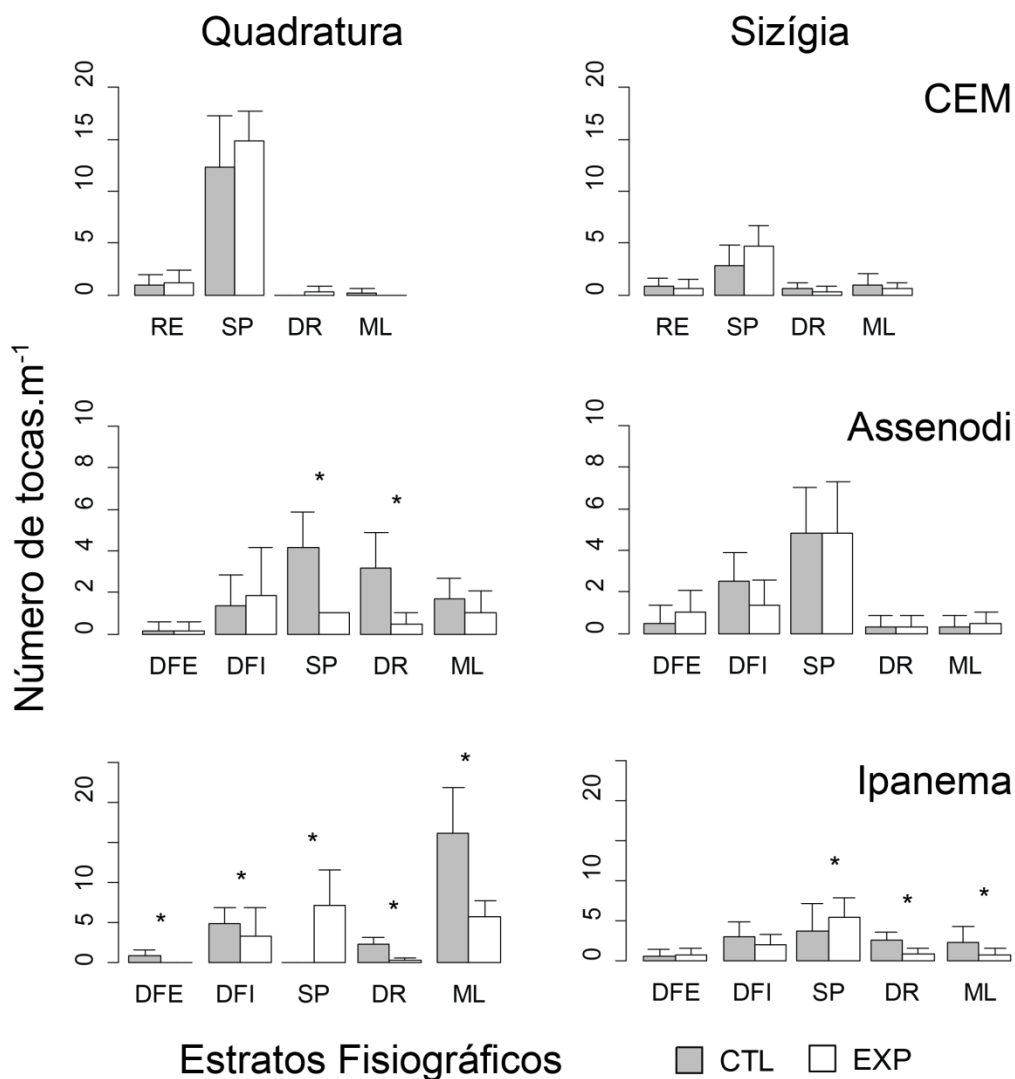 Quadratura
Sizígia
CEM
20
15
10
5
0
RE SP DR ML
20
15
10
5
0
RE SP DR ML
Número de tocas.m⁻¹
Assenodi
10
8
6
4
2
0
* *
DFE DFI SP DR ML
10
8
6
4
2
0
DFE DFI SP DR ML
Ipanema
20
10
5
0
* * * * *
DFE DFI SP DR ML
20
10
5
0
* * *
DFE DFI SP DR ML
Estratos Fisiográficos
CTL EXP